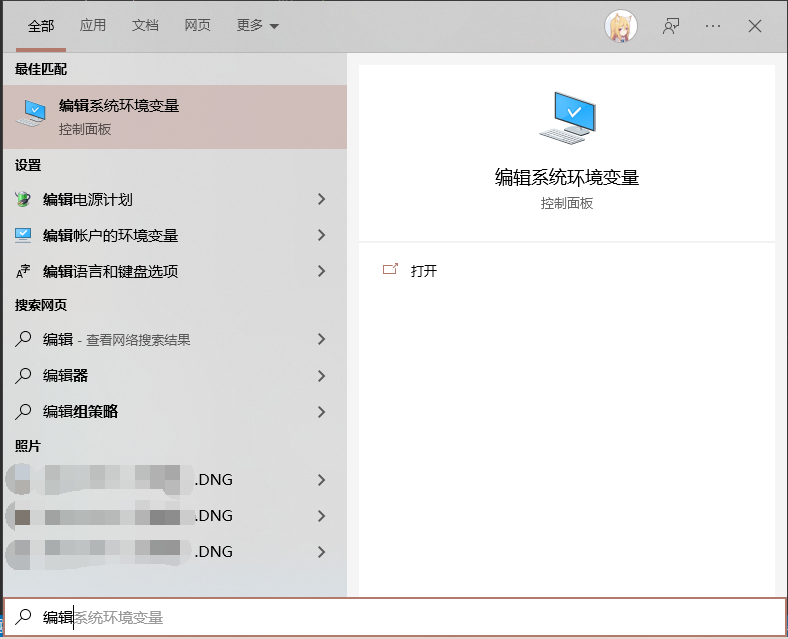 全部 应用 文档 网页 更多
最佳匹配
编辑系统环境变量
控制面板
设置
编辑电源计划
编辑帐户的环境变量
编辑语言和键盘选项
搜索网页
编辑 - 查看网络搜索结果
编辑器
编辑组策略
照片
.DNG
.DNG
.DNG
编辑系统环境变量
控制面板
打开
编辑系统环境变量